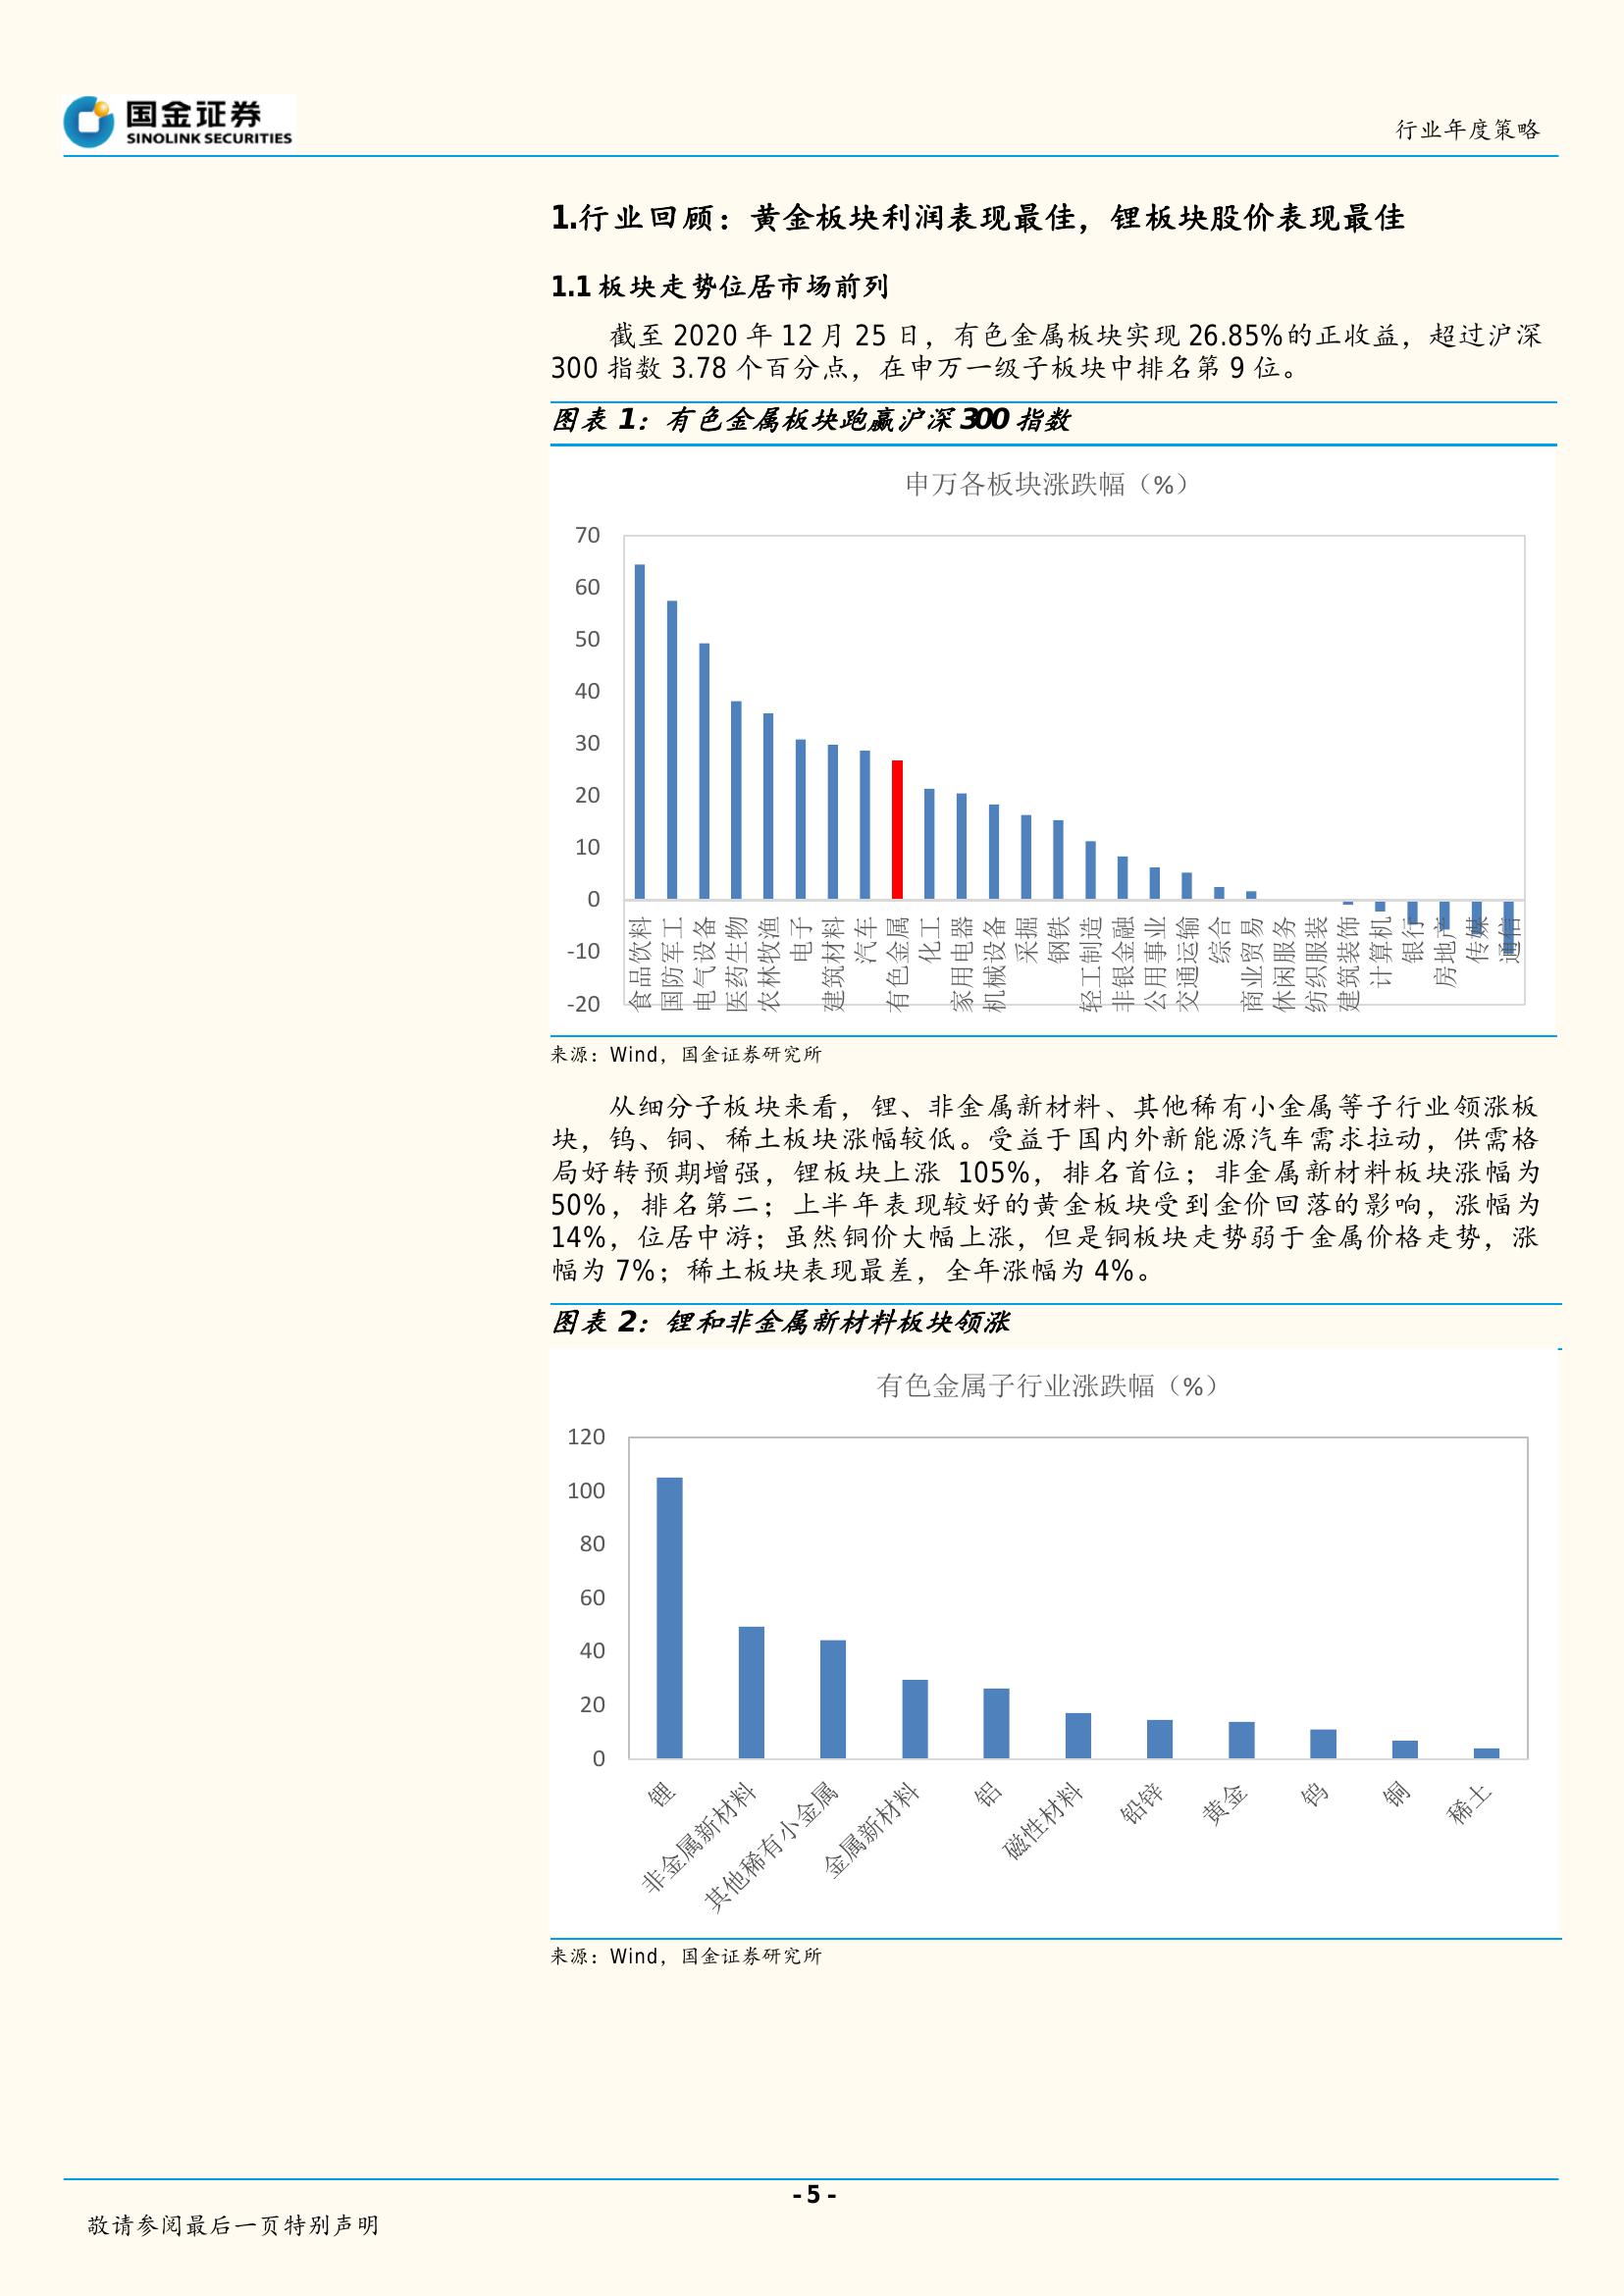 国金证券
SINOLINK SECURITIES
行业年度策略
1.行业回顾：黄金板块利润表现最佳，锂板块股价表现最佳
1.1 板块走势位居市场前列
截至 2020 年 12 月 25 日，有色金属板块实现 26.85%的正收益，超过沪深
300 指数 3.78 个百分点，在申万一级子板块中排名第 9 位。
图表 1：有色金属板块跑赢沪深 300 指数
申万各板块涨跌幅（%）
70
60
50
40
30
20
10
0
-10
-20
食品饮料
国防军工
电气设备
医药生物
农林牧渔
电子
建筑材料
汽车
有色金属
化工
家用电器
机械设备
采掘
钢铁
轻工制造
非银金融
公用事业
交通运输
综合
商业贸易
休闲服务
纺织服装
建筑装饰
计算机
银行
房地产
传媒
通信
来源：Wind，国金证券研究所
从细分子板块来看，锂、非金属新材料、其他稀有小金属等子行业领涨板
块，钨、铜、稀土板块涨幅较低。受益于国内外新能源汽车需求拉动，供需格
局好转预期增强，锂板块上涨 105%，排名首位；非金属新材料板块涨幅为
50%，排名第二；上半年表现较好的黄金板块受到金价回落的影响，涨幅为
14%，位居中游；虽然铜价大幅上涨，但是铜板块走势弱于金属价格走势，涨
幅为 7%；稀土板块表现最差，全年涨幅为 4%。
图表 2：锂和非金属新材料板块领涨
有色金属子行业涨跌幅（%）
120
100
80
60
40
20
0
锂
非金属新材料
其他稀有小金属
金属新材料
铝
磁性材料
铅锌
黄金
钨
铜
稀土
来源：Wind，国金证券研究所
- 5 -
敬请参阅最后一页特别声明